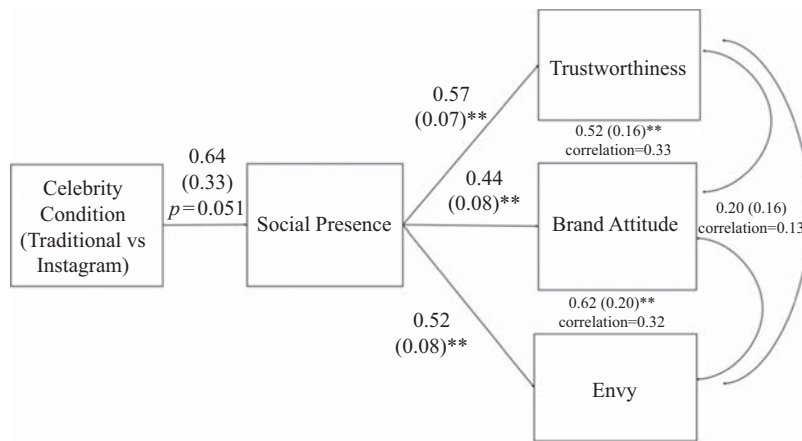 Trustworthiness
0.57
(0.07)**
0.52 (0.16)**
correlation=0.33
0.64
(0.33)
p=0.051
Celebrity
Condition
(Traditional vs
Instagram)
Social Presence
0.44
(0.08)**
Brand Attitude
0.20 (0.16)
correlation=0.13
0.62 (0.20)**
correlation=0.32
0.52
(0.08)**
Envy